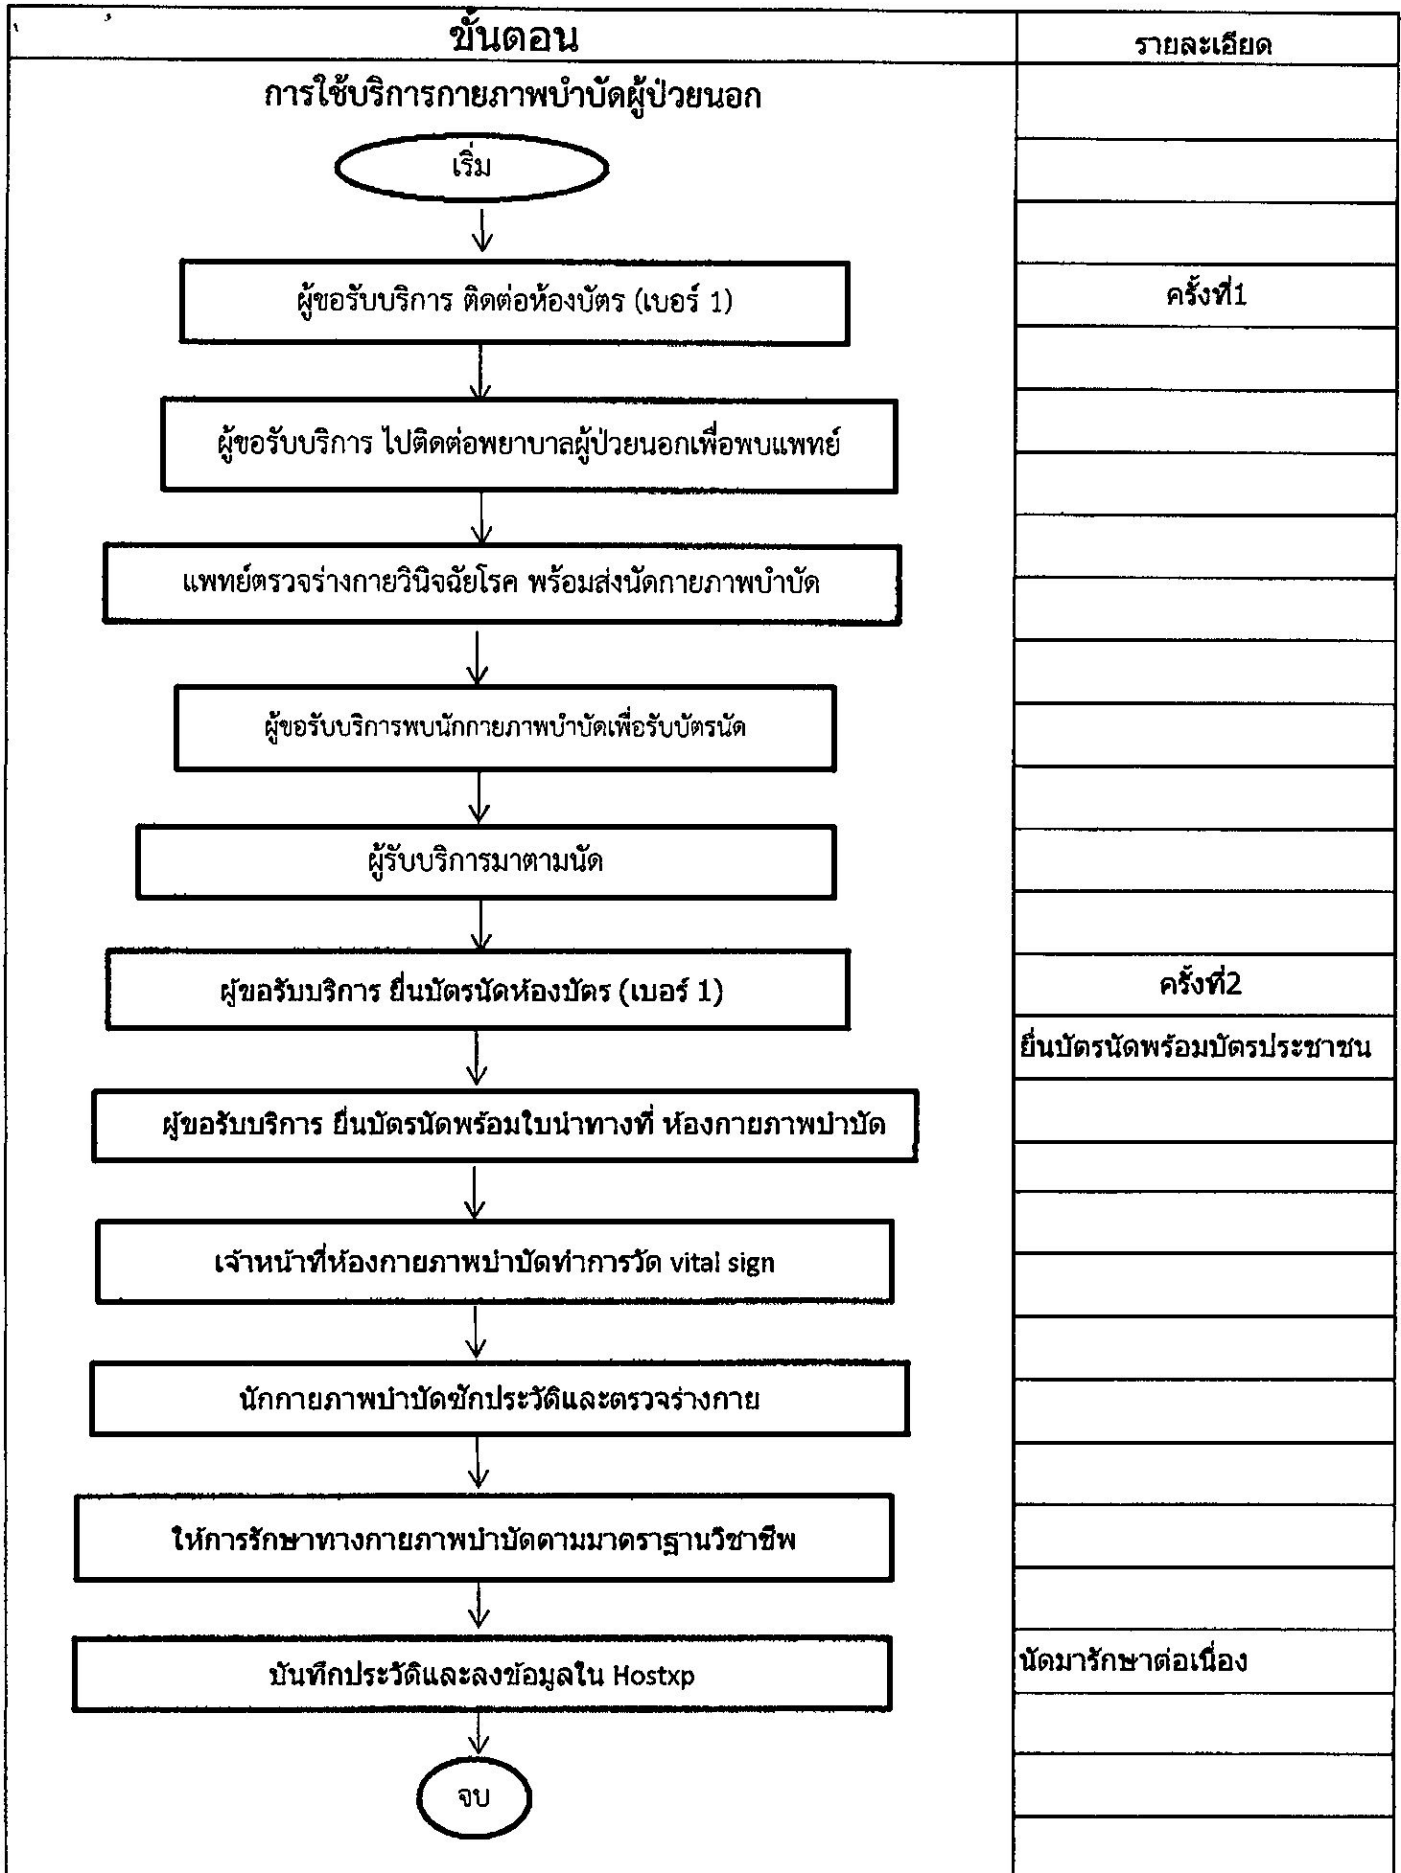 ขั้นตอน
รายละเอียด
การใช้บริการกายภาพบำบัดผู้ป่วยนอก
เริ่ม
ผู้ขอรับบริการ ติดต่อห้องบัตร (เบอร์ 1)
ครั้งที่1
ผู้ขอรับบริการ ไปติดต่อพยาบาลผู้ป่วยนอกเพื่อพบแพทย์
แพทย์ตรวจร่างกายวินิจฉัยโรค พร้อมส่งนัดกายภาพบำบัด
ผู้ขอรับบริการพบนักกายภาพบำบัดเพื่อรับบัตรนัด
ผู้รับบริการมาตามนัด
ผู้ขอรับบริการ ยื่นบัตรนัดห้องบัตร (เบอร์ 1)
ครั้งที่2
ยื่นบัตรนัดพร้อมบัตรประชาชน
ผู้ขอรับบริการ ยื่นบัตรนัดพร้อมใบนำทางที่ ห้องกายภาพบำบัด
เจ้าหน้าที่ห้องกายภาพบำบัดทำการวัด vital sign
นักกายภาพบำบัดซักประวัติและตรวจร่างกาย
ให้การรักษาทางกายภาพบำบัดตามมาตราฐานวิชาชีพ
บันทึกประวัติและลงข้อมูลใน Hostxp
นัดมารักษาต่อเนื่อง
จบ